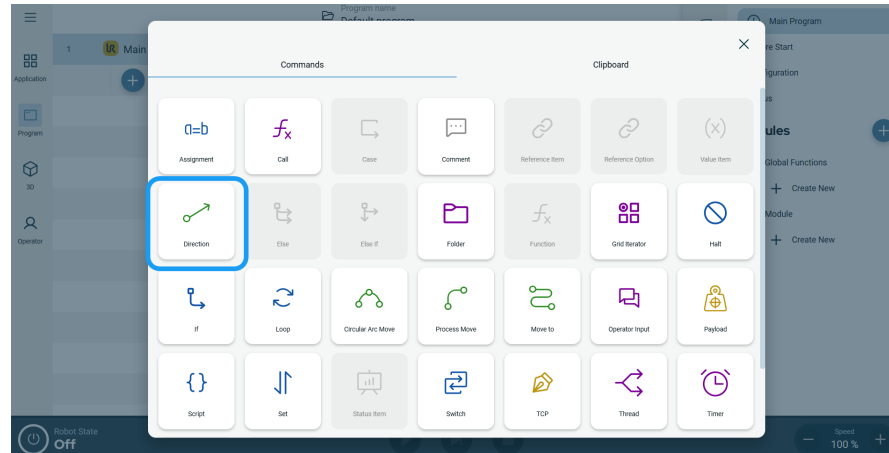 Program name
Default program
Main Program
1 Main
re Start
Commands
Clipboard
Application
iguration
us
a=b
Assignment
Call
Case
Comment
Reference Item
Reference Option
(x)
Value Item
Program
ules
Global Functions
Create New
3D
Direction
Else
Else If
Folder
Function
Grid Iterator
Halt
Module
Create New
Operator
If
Loop
Circular Arc Move
Process Move
Move to
Operator Input
Payload
{ }
Script
Set
Status Item
Switch
TCP
Thread
Timer
Robot State
Off
Speed
100 %